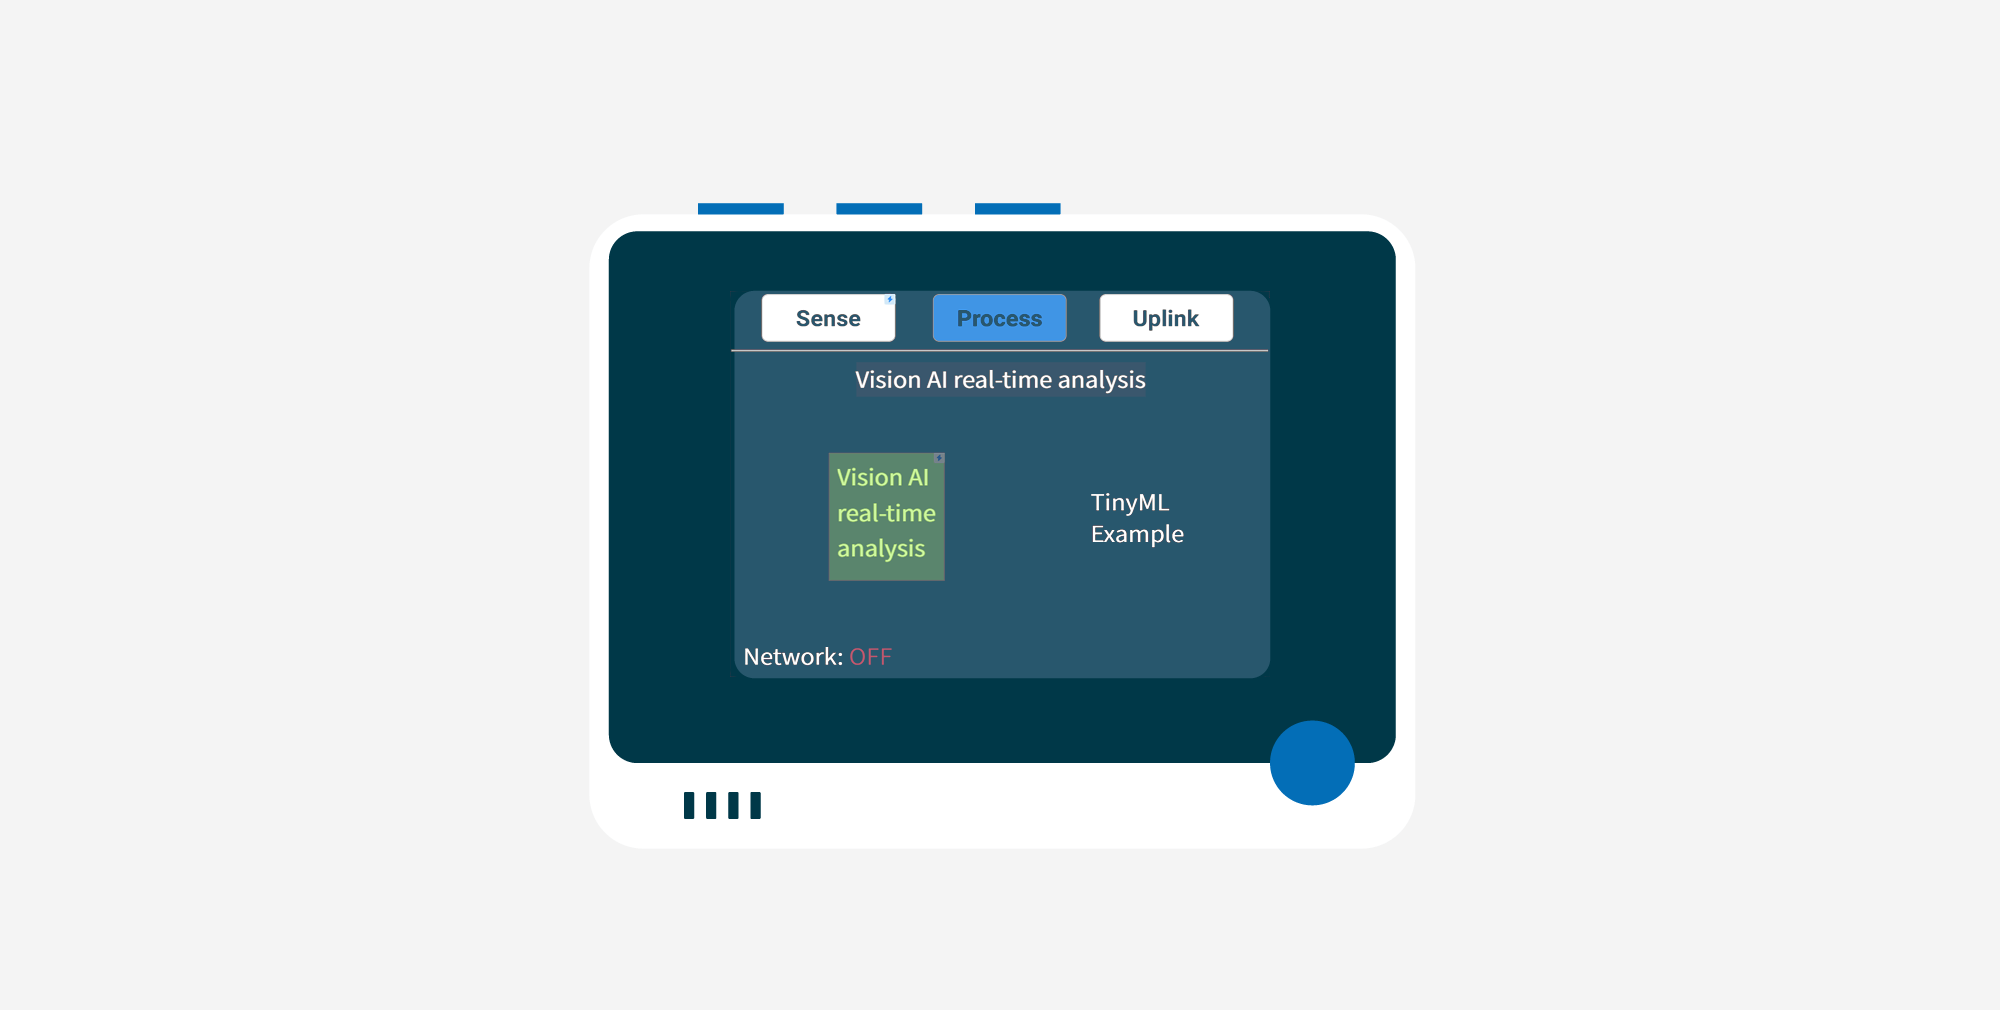 Sense
Process
Uplink
Vision AI real-time analysis
Vision AI
real-time
analysis
TinyML
Example
Network: OFF